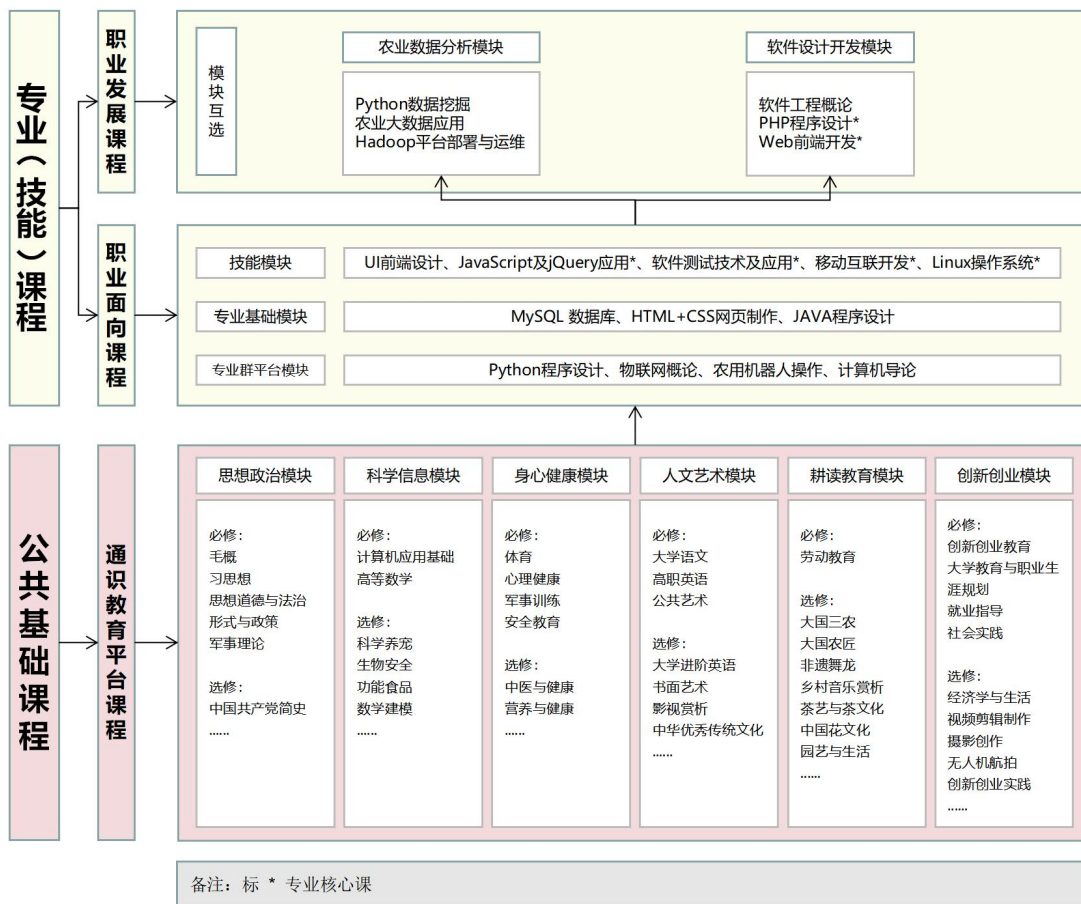 专业（技能）课程
职业发展课程
模块互选
农业数据分析模块
Python数据挖掘
农业大数据应用
Hadoop平台部署与运维
软件设计开发模块
软件工程概论
PHP程序设计*
Web前端开发*
职业面向课程
技能模块
UI前端设计、JavaScript及jQuery应用*、软件测试技术及应用*、移动互联开发*、Linux操作系统*
专业基础模块
MySQL 数据库、HTML+CSS网页制作、JAVA程序设计
专业群平台模块
Python程序设计、物联网概论、农用机器人操作、计算机导论
公共基础课程
通识教育平台课程
思想政治模块
必修：
毛概
习思想
思想道德与法治
形式与政策
军事理论
选修：
中国共产党简史
......
科学信息模块
必修：
计算机应用基础
高等数学
选修：
科学养宠
生物安全
功能食品
数学建模
......
身心健康模块
必修：
体育
心理健康
军事训练
安全教育
选修：
中医与健康
营养与健康
......
人文艺术模块
必修：
大学语文
高职英语
公共艺术
选修：
大学进阶英语
书面艺术
影视赏析
中华优秀传统文化
......
耕读教育模块
必修：
劳动教育
选修：
大国三农
大国农匠
非遗舞龙
乡村音乐赏析
茶艺与茶文化
中国花文化
园艺与生活
......
创新创业模块
必修：
创新创业教育
大学教育与职业生
涯规划
就业指导
社会实践
选修：
经济学与生活
视频剪辑制作
摄影创作
无人机航拍
创新创业实践
......
备注：标 * 专业核心课